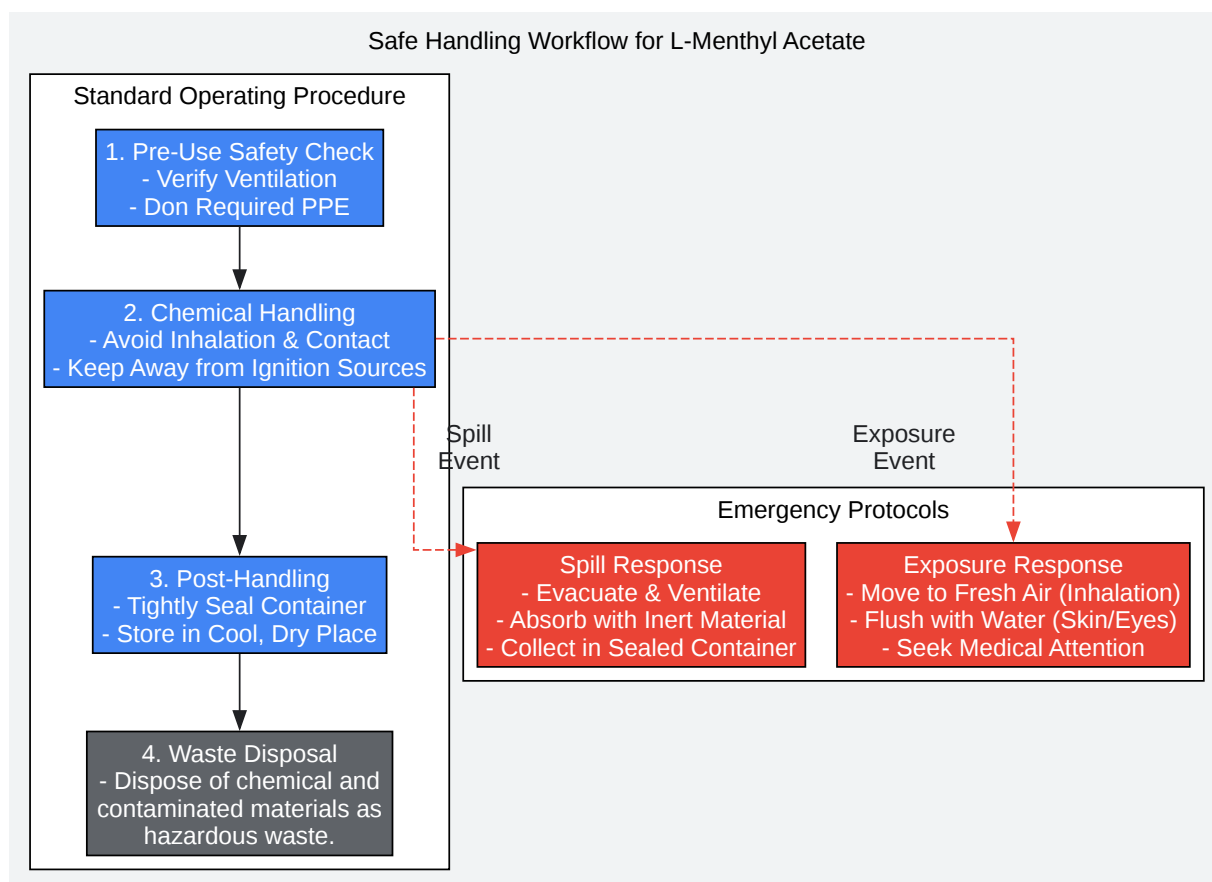 Safe Handling Workflow for L-Menthyl Acetate
Standard Operating Procedure
1. Pre-Use Safety Check
- Verify Ventilation
- Don Required PPE
2. Chemical Handling
- Avoid Inhalation & Contact
- Keep Away from Ignition Sources
Spill
Event
Exposure
Event
Emergency Protocols
Spill Response
- Evacuate & Ventilate
- Absorb with Inert Material
- Collect in Sealed Container
Exposure Response
- Move to Fresh Air (Inhalation)
- Flush with Water (Skin/Eyes)
- Seek Medical Attention
3. Post-Handling
- Tightly Seal Container
- Store in Cool, Dry Place
4. Waste Disposal
- Dispose of chemical and
contaminated materials as
hazardous waste.